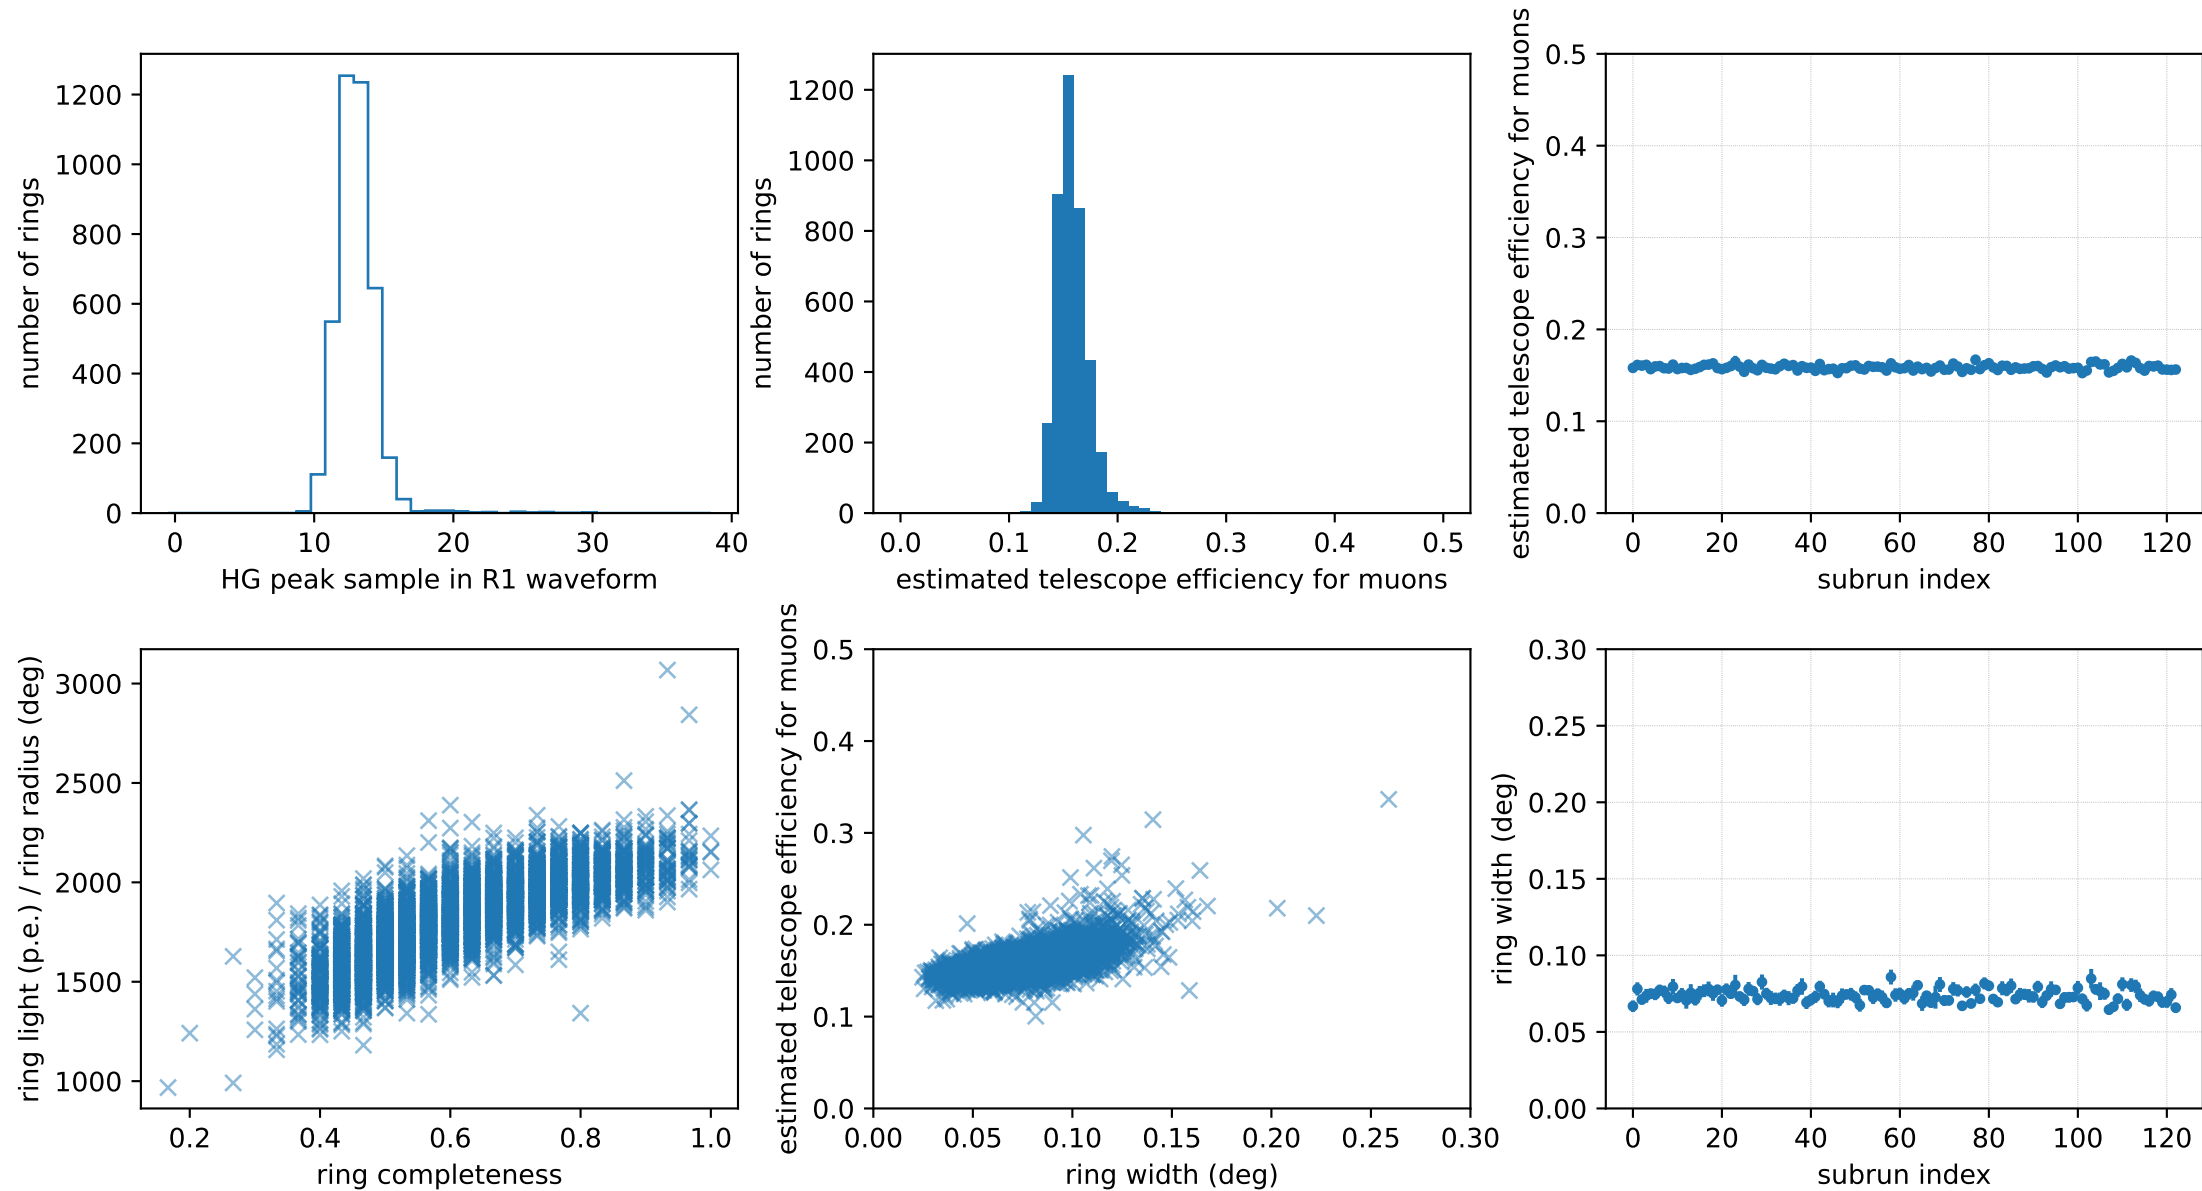 number of rings
1200
1000
800
600
400
200
0
0 10 20 30 40
HG peak sample in R1 waveform
number of rings
1200
1000
800
600
400
200
0
0.0 0.1 0.2 0.3 0.4 0.5
estimated telescope efficiency for muons
estimated telescope efficiency for muons
0.5
0.4
0.3
0.2
0.1
0.0
0 20 40 60 80 100 120
subrun index
ring light (p.e.) / ring radius (deg)
3000
2500
2000
1500
1000
0.2 0.4 0.6 0.8 1.0
ring completeness
estimated telescope efficiency for muons
0.5
0.4
0.3
0.2
0.1
0.0
0.00 0.05 0.10 0.15 0.20 0.25 0.30
ring width (deg)
ring width (deg)
0.30
0.25
0.20
0.15
0.10
0.05
0.00
0 20 40 60 80 100 120
subrun index